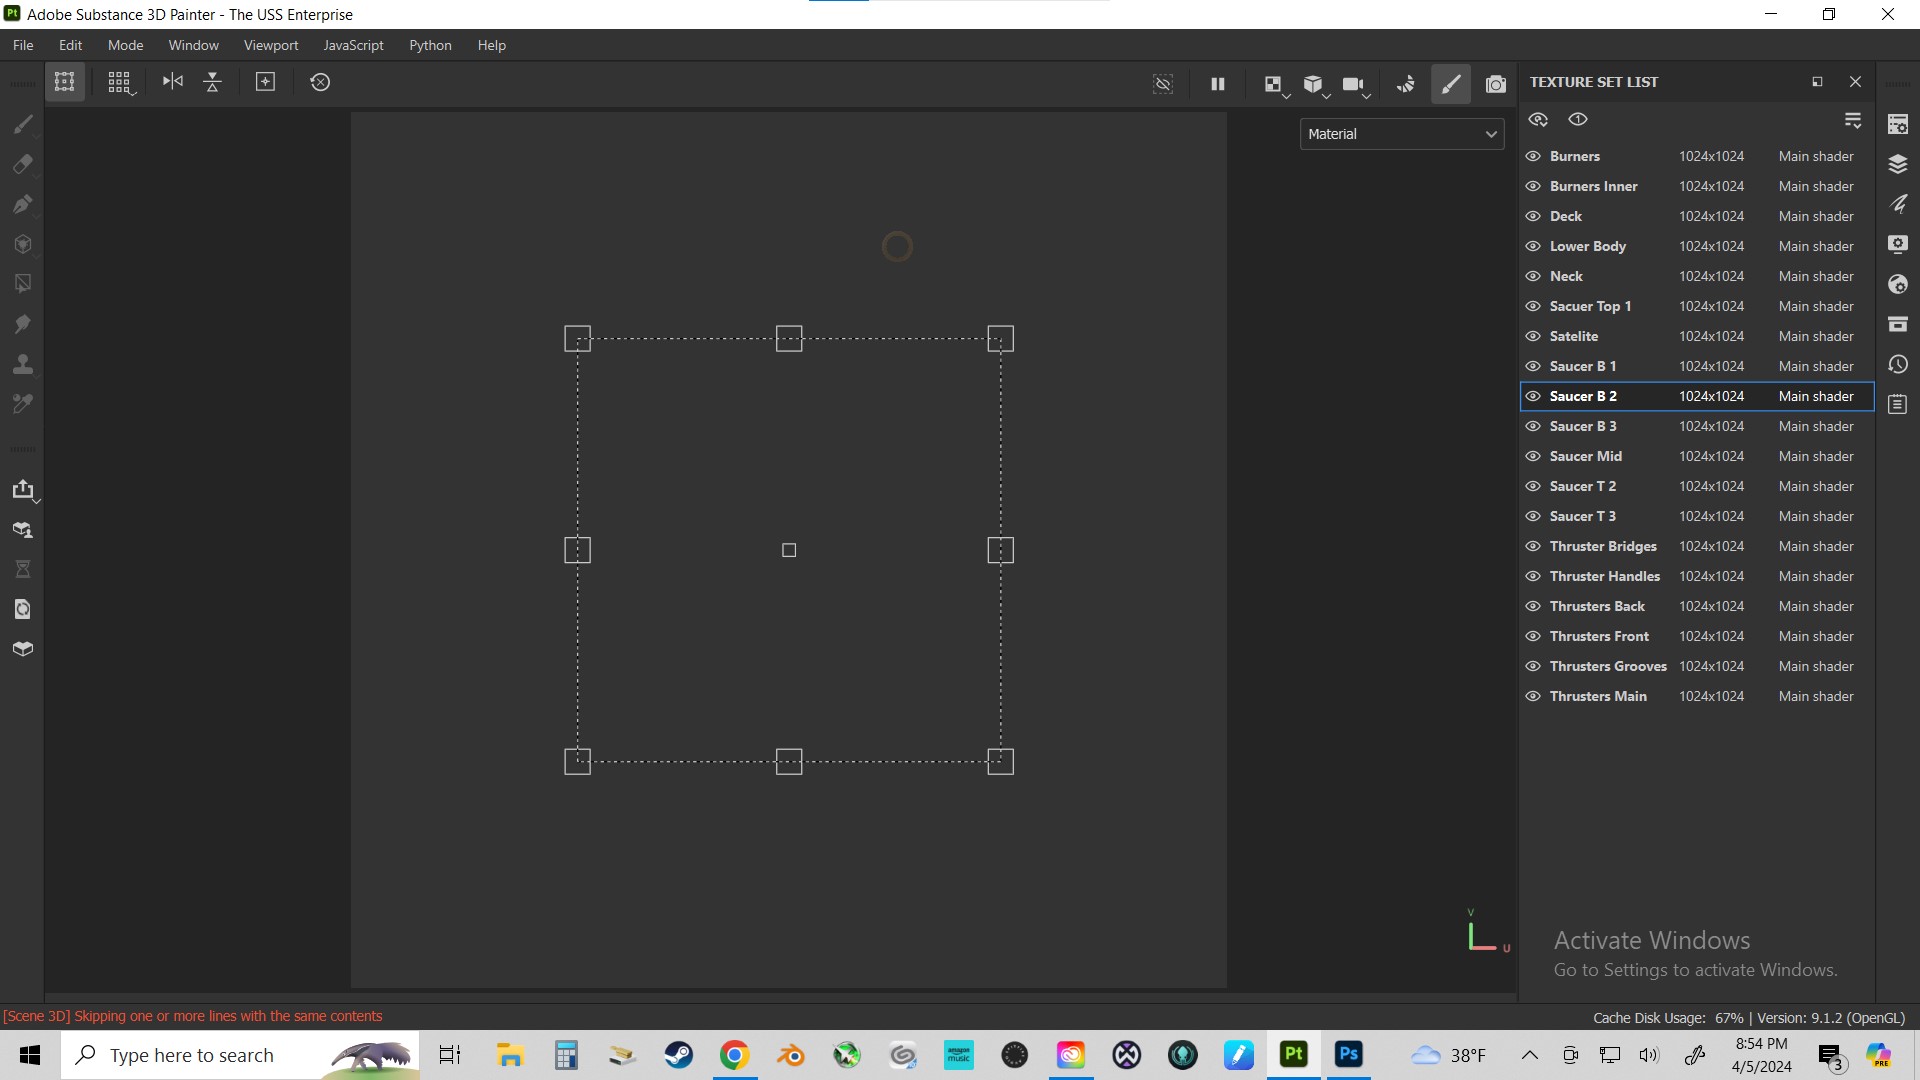 Pt Adobe Substance 3D Painter - The USS Enterprise
File Edit Mode Window Viewport JavaScript Python Help
TEXTURE SET LIST
Material
Burners 1024x1024 Main shader
Burners Inner 1024x1024 Main shader
Deck 1024x1024 Main shader
Lower Body 1024x1024 Main shader
Neck 1024x1024 Main shader
Sacuer Top 1 1024x1024 Main shader
Satelite 1024x1024 Main shader
Saucer B 1 1024x1024 Main shader
Saucer B 2 1024x1024 Main shader
Saucer B 3 1024x1024 Main shader
Saucer Mid 1024x1024 Main shader
Saucer T 2 1024x1024 Main shader
Saucer T 3 1024x1024 Main shader
Thruster Bridges 1024x1024 Main shader
Thruster Handles 1024x1024 Main shader
Thrusters Back 1024x1024 Main shader
Thrusters Front 1024x1024 Main shader
Thrusters Grooves 1024x1024 Main shader
Thrusters Main 1024x1024 Main shader
V
U
Activate Windows
Go to Settings to activate Windows.
[Scene 3D] Skipping one or more lines with the same contents
Cache Disk Usage: 67% | Version: 9.1.2 (OpenGL)
Type here to search
amazon music
Pt
Ps
38°F
8:54 PM
4/5/2024
3
PRE